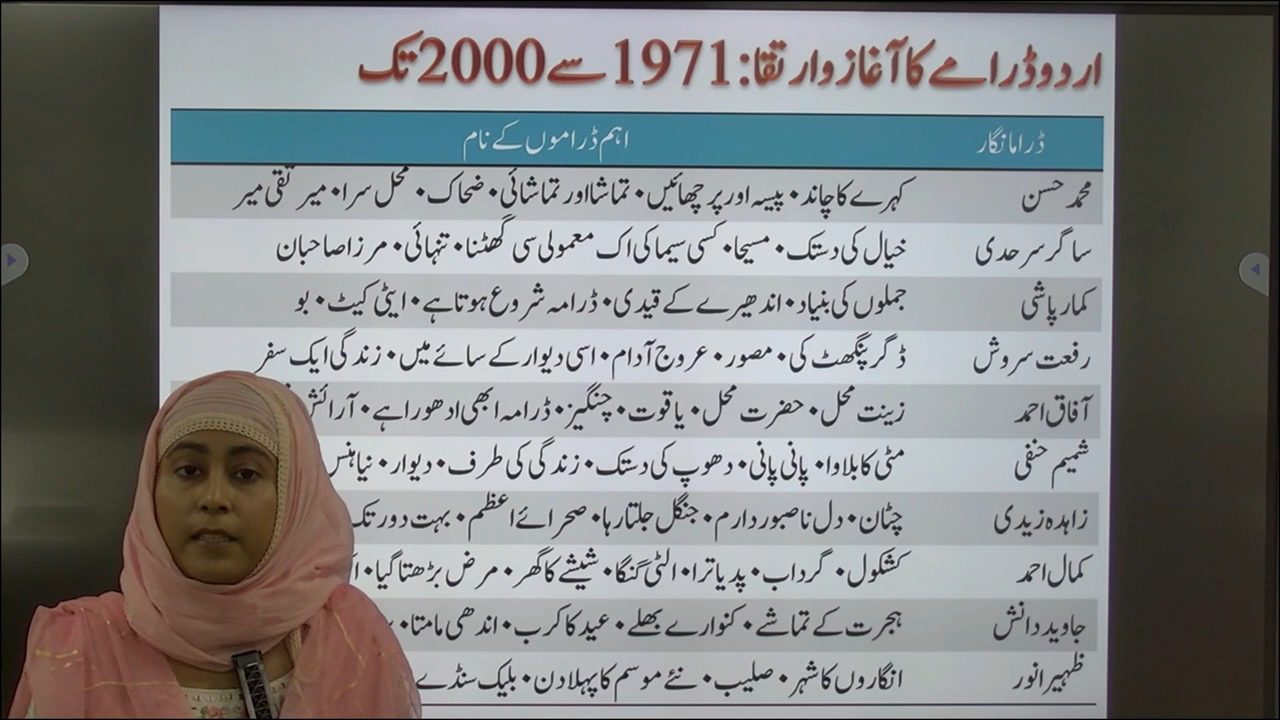 اردو ڈرامے کا آغاز و ارتقا: 1971 سے 2000 تک
ڈراما نگار اہم ڈراموں کے نام
محمد حسن کہرے کا چاند • پیسہ اور پرچھائیں • تماشا اور تماشائی • ضحاک • محل سرا • میر تقی میر
ساگر سرحدی خیال کی دستک • مسیحا • کسی سیما کی اک معمولی سی گھٹنا • تنہائی • مرزا صاحبان
کمار پاشی جملوں کی بنیاد • اندھیرے کے قیدی • ڈرامہ شروع ہوتا ہے • اینٹی کیٹ • بو
رفعت سروش ڈگر پنگھٹ کی • مصور • عروج آدام • اسی دیوار کے سائے میں • زندگی ایک سفر
آفاق احمد زینت محل • حضرت محل • یاقوت • چنگیز • ڈرامہ ابھی ادھورا ہے •
شمیم حنفی مٹی کا بلاوا • پانی پانی • دھوپ کی دستک • زندگی کی طرف • دیوار • نیا
زاہدہ زیدی چٹان • دل ناصبور دارم • جنگل جلتا رہا • صحرائے اعظم • بہت دور تک
کمال احمد کشکول • گرداب • پدیاترا • الٹی گنگا • شیشے کا گھر • مرض بڑھتا گیا •
جاوید دانش ہجرت کے تماشے • کنوارے بھلے • عید کا کرب • اندھی مامتا •
ظہیر انور انگاروں کا شہر • صلیب • نئے موسم کا پہلا دن • بلیک سنڈے